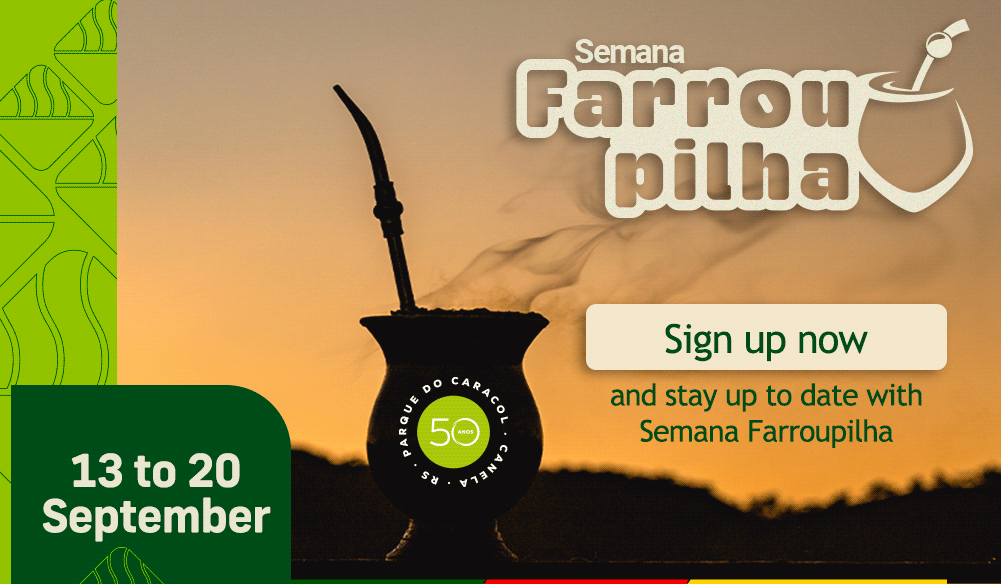 Semana
Farrou
pilha
Sign up now
and stay up to date with
Semana Farroupilha
PARQUE DO CARACOL · CANELA · RS ·
50 ANOS
13 to 20
September